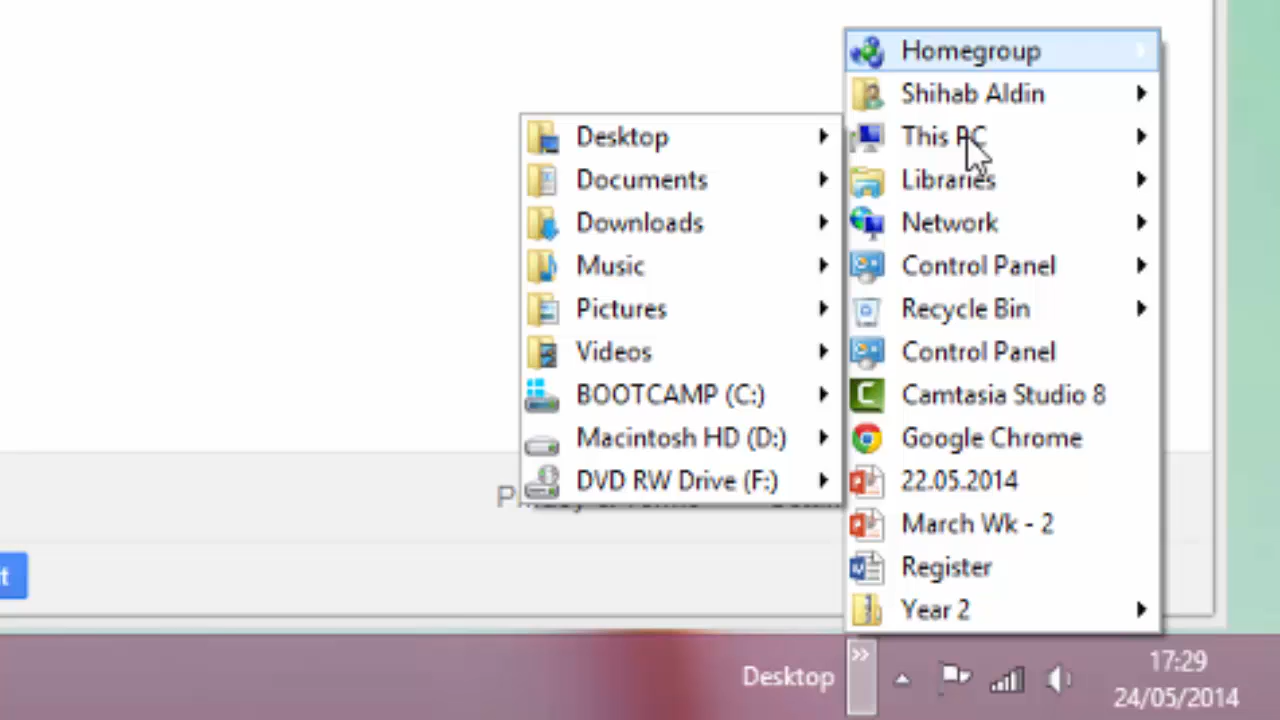 Homegroup
Shihab Aldin
This PC
Libraries
Network
Control Panel
Recycle Bin
Control Panel
Camtasia Studio 8
Google Chrome
22.05.2014
March Wk - 2
Register
Year 2
Desktop
Documents
Downloads
Music
Pictures
Videos
BOOTCAMP (C:)
Macintosh HD (D:)
DVD RW Drive (F:)
Desktop
17:29
24/05/2014